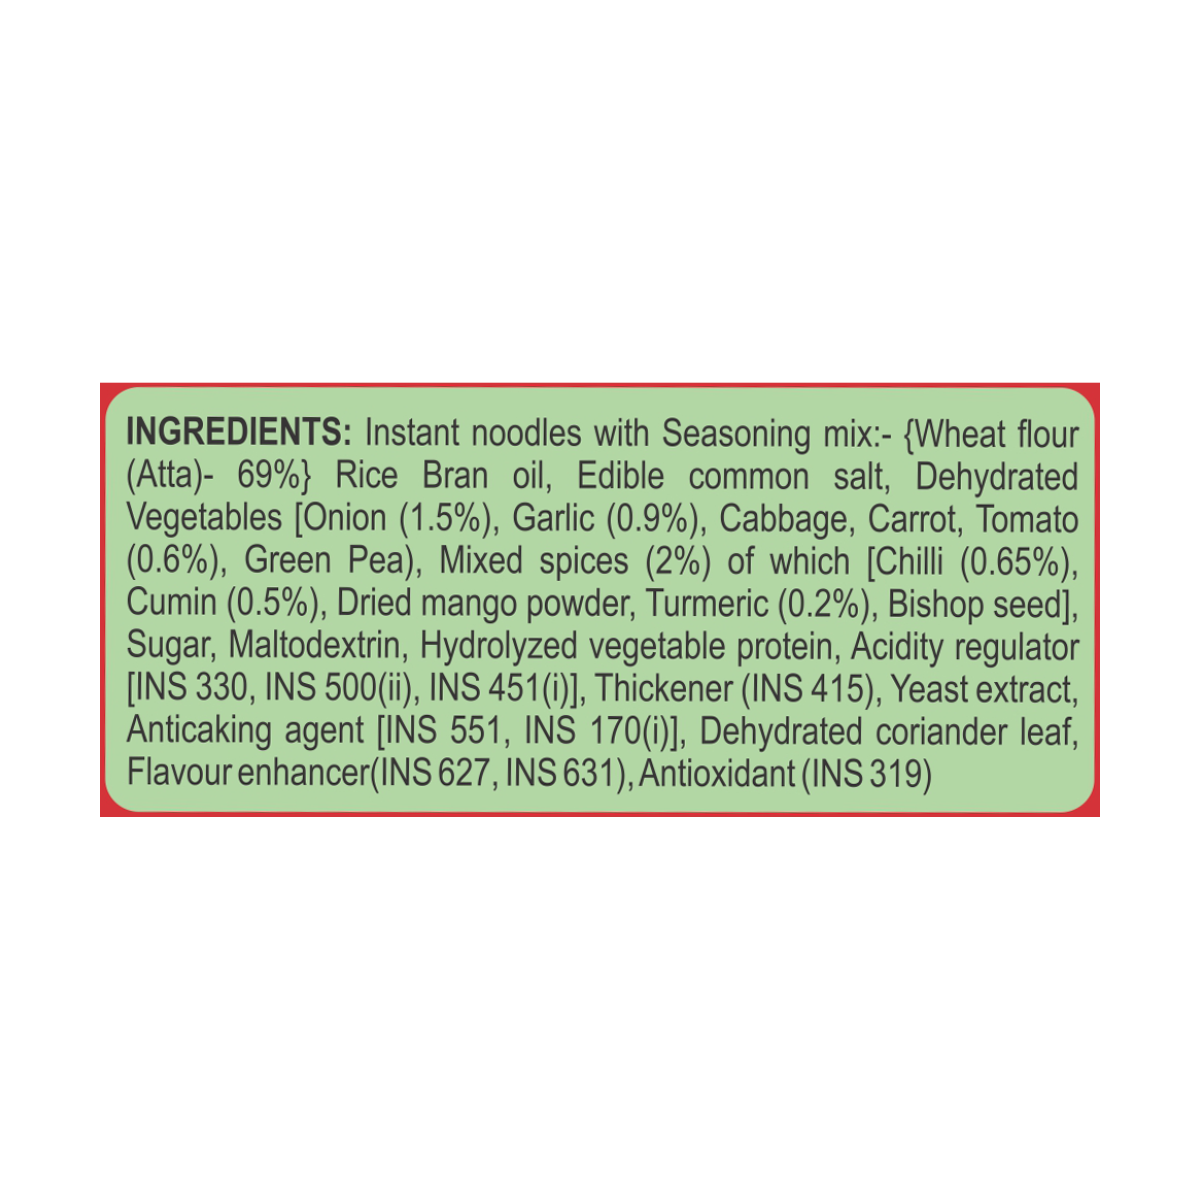 INGREDIENTS: Instant noodles with Seasoning mix:- {Wheat flour
(Atta)- 69%} Rice Bran oil, Edible common salt, Dehydrated
Vegetables [Onion (1.5%), Garlic (0.9%), Cabbage, Carrot, Tomato
(0.6%), Green Pea), Mixed spices (2%) of which [Chilli (0.65%),
Cumin (0.5%), Dried mango powder, Turmeric (0.2%), Bishop seed],
Sugar, Maltodextrin, Hydrolyzed vegetable protein, Acidity regulator
[INS 330, INS 500(ii), INS 451(i)], Thickener (INS 415), Yeast extract,
Anticaking agent [INS 551, INS 170(i)], Dehydrated coriander leaf,
Flavour enhancer(INS 627, INS 631), Antioxidant (INS 319)